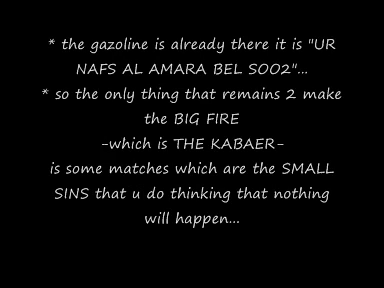 * the gazoline is already there it is "UR
NAFS AL AMARA BEL SOO2"...
* so the only thing that remains 2 make
the BIG FIRE
-which is THE KABAER-
is some matches which are the SMALL
SINS that u do thinking that nothing
will happen...